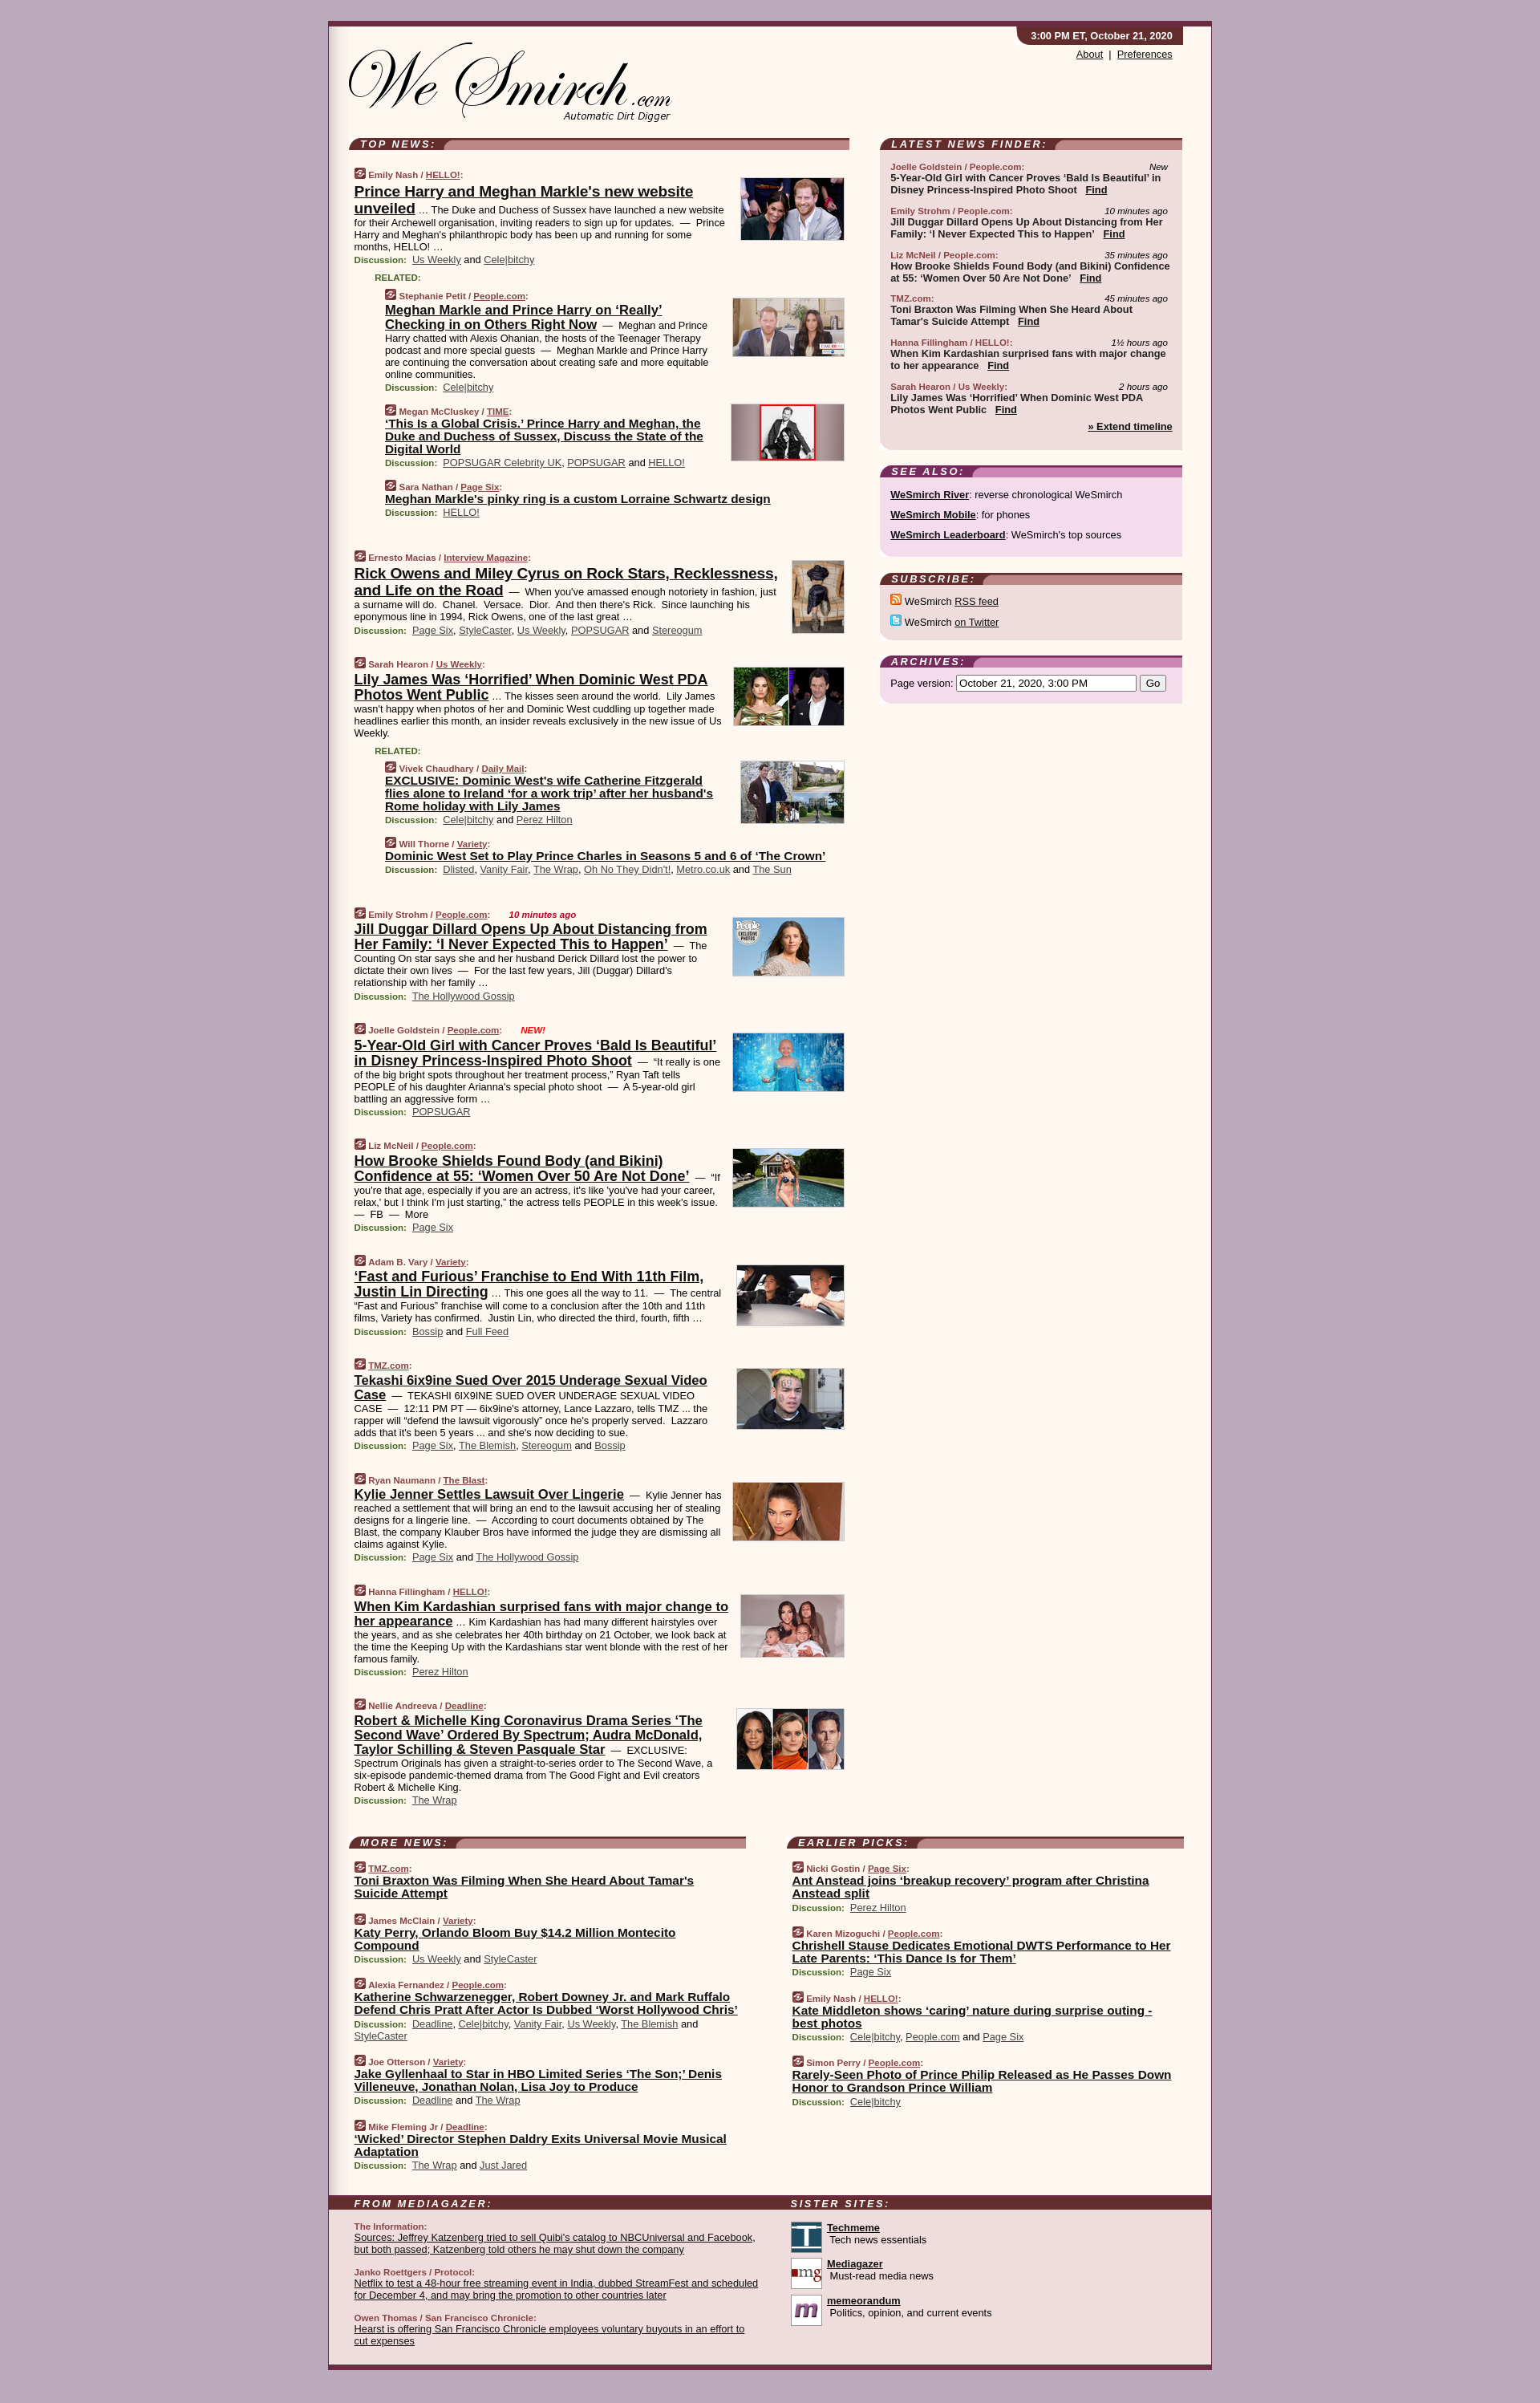 3:00 PM ET, October 21, 2020
About | Preferences
We Smirch.com
Automatic Dirt Digger
TOP NEWS:
Emily Nash / HELLO!:
Prince Harry and Meghan Markle's new website
unveiled … The Duke and Duchess of Sussex have launched a new website
for their Archewell organisation, inviting readers to sign up for updates. — Prince
Harry and Meghan's philanthropic body has been up and running for some
months, HELLO! …
Discussion: Us Weekly and Cele|bitchy
RELATED:
Stephanie Petit / People.com:
Meghan Markle and Prince Harry on ‘Really’
Checking in on Others Right Now — Meghan and Prince
Harry chatted with Alexis Ohanian, the hosts of the Teenager Therapy
podcast and more special guests — Meghan Markle and Prince Harry
are continuing the conversation about creating safe and more equitable
online communities.
Discussion: Cele|bitchy
Megan McCluskey / TIME:
‘This Is a Global Crisis.’ Prince Harry and Meghan, the
Duke and Duchess of Sussex, Discuss the State of the
Digital World
Discussion: POPSUGAR Celebrity UK, POPSUGAR and HELLO!
Sara Nathan / Page Six:
Meghan Markle's pinky ring is a custom Lorraine Schwartz design
Discussion: HELLO!
Ernesto Macias / Interview Magazine:
Rick Owens and Miley Cyrus on Rock Stars, Recklessness,
and Life on the Road — When you've amassed enough notoriety in fashion, just
a surname will do. Chanel. Versace. Dior. And then there's Rick. Since launching his
eponymous line in 1994, Rick Owens, one of the last great …
Discussion: Page Six, StyleCaster, Us Weekly, POPSUGAR and Stereogum
Sarah Hearon / Us Weekly:
Lily James Was ‘Horrified’ When Dominic West PDA
Photos Went Public … The kisses seen around the world. Lily James
wasn't happy when photos of her and Dominic West cuddling up together made
headlines earlier this month, an insider reveals exclusively in the new issue of Us
Weekly.
RELATED:
Vivek Chaudhary / Daily Mail:
EXCLUSIVE: Dominic West's wife Catherine Fitzgerald
flies alone to Ireland ‘for a work trip’ after her husband's
Rome holiday with Lily James
Discussion: Cele|bitchy and Perez Hilton
Will Thorne / Variety:
Dominic West Set to Play Prince Charles in Seasons 5 and 6 of ‘The Crown’
Discussion: Dlisted, Vanity Fair, The Wrap, Oh No They Didn't!, Metro.co.uk and The Sun
Emily Strohm / People.com: 10 minutes ago
Jill Duggar Dillard Opens Up About Distancing from
Her Family: ‘I Never Expected This to Happen’ — The
Counting On star says she and her husband Derick Dillard lost the power to
dictate their own lives — For the last few years, Jill (Duggar) Dillard's
relationship with her family …
Discussion: The Hollywood Gossip
Joelle Goldstein / People.com: NEW!
5-Year-Old Girl with Cancer Proves ‘Bald Is Beautiful’
in Disney Princess-Inspired Photo Shoot — “It really is one
of the big bright spots throughout her treatment process,” Ryan Taft tells
PEOPLE of his daughter Arianna's special photo shoot — A 5-year-old girl
battling an aggressive form …
Discussion: POPSUGAR
Liz McNeil / People.com:
How Brooke Shields Found Body (and Bikini)
Confidence at 55: ‘Women Over 50 Are Not Done’ — “If
you're that age, especially if you are an actress, it's like 'you've had your career,
relax,' but I think I'm just starting,” the actress tells PEOPLE in this week's issue.
— FB — More
Discussion: Page Six
Adam B. Vary / Variety:
‘Fast and Furious’ Franchise to End With 11th Film,
Justin Lin Directing … This one goes all the way to 11. — The central
“Fast and Furious” franchise will come to a conclusion after the 10th and 11th
films, Variety has confirmed. Justin Lin, who directed the third, fourth, fifth …
Discussion: Bossip and Full Feed
TMZ.com:
Tekashi 6ix9ine Sued Over 2015 Underage Sexual Video
Case — TEKASHI 6IX9INE SUED OVER UNDERAGE SEXUAL VIDEO
CASE — 12:11 PM PT — 6ix9ine's attorney, Lance Lazzaro, tells TMZ ... the
rapper will “defend the lawsuit vigorously” once he's properly served. Lazzaro
adds that it's been 5 years ... and she's now deciding to sue.
Discussion: Page Six, The Blemish, Stereogum and Bossip
Ryan Naumann / The Blast:
Kylie Jenner Settles Lawsuit Over Lingerie — Kylie Jenner has
reached a settlement that will bring an end to the lawsuit accusing her of stealing
designs for a lingerie line. — According to court documents obtained by The
Blast, the company Klauber Bros have informed the judge they are dismissing all
claims against Kylie.
Discussion: Page Six and The Hollywood Gossip
Hanna Fillingham / HELLO!:
When Kim Kardashian surprised fans with major change to
her appearance … Kim Kardashian has had many different hairstyles over
the years, and as she celebrates her 40th birthday on 21 October, we look back at
the time the Keeping Up with the Kardashians star went blonde with the rest of her
famous family.
Discussion: Perez Hilton
Nellie Andreeva / Deadline:
Robert & Michelle King Coronavirus Drama Series ‘The
Second Wave’ Ordered By Spectrum; Audra McDonald,
Taylor Schilling & Steven Pasquale Star — EXCLUSIVE:
Spectrum Originals has given a straight-to-series order to The Second Wave, a
six-episode pandemic-themed drama from The Good Fight and Evil creators
Robert & Michelle King.
Discussion: The Wrap
LATEST NEWS FINDER:
Joelle Goldstein / People.com: New
5-Year-Old Girl with Cancer Proves ‘Bald Is Beautiful’ in
Disney Princess-Inspired Photo Shoot Find
Emily Strohm / People.com: 10 minutes ago
Jill Duggar Dillard Opens Up About Distancing from Her
Family: ‘I Never Expected This to Happen’ Find
Liz McNeil / People.com: 35 minutes ago
How Brooke Shields Found Body (and Bikini) Confidence
at 55: ‘Women Over 50 Are Not Done’ Find
TMZ.com: 45 minutes ago
Toni Braxton Was Filming When She Heard About
Tamar's Suicide Attempt Find
Hanna Fillingham / HELLO!: 1½ hours ago
When Kim Kardashian surprised fans with major change
to her appearance Find
Sarah Hearon / Us Weekly: 2 hours ago
Lily James Was ‘Horrified’ When Dominic West PDA
Photos Went Public Find
» Extend timeline
SEE ALSO:
WeSmirch River: reverse chronological WeSmirch
WeSmirch Mobile: for phones
WeSmirch Leaderboard: WeSmirch's top sources
SUBSCRIBE:
WeSmirch RSS feed
WeSmirch on Twitter
ARCHIVES:
Page version: October 21, 2020, 3:00 PM Go
MORE NEWS:
TMZ.com:
Toni Braxton Was Filming When She Heard About Tamar's
Suicide Attempt
James McClain / Variety:
Katy Perry, Orlando Bloom Buy $14.2 Million Montecito
Compound
Discussion: Us Weekly and StyleCaster
Alexia Fernandez / People.com:
Katherine Schwarzenegger, Robert Downey Jr. and Mark Ruffalo
Defend Chris Pratt After Actor Is Dubbed ‘Worst Hollywood Chris’
Discussion: Deadline, Cele|bitchy, Vanity Fair, Us Weekly, The Blemish and
StyleCaster
Joe Otterson / Variety:
Jake Gyllenhaal to Star in HBO Limited Series ‘The Son;’ Denis
Villeneuve, Jonathan Nolan, Lisa Joy to Produce
Discussion: Deadline and The Wrap
Mike Fleming Jr / Deadline:
‘Wicked’ Director Stephen Daldry Exits Universal Movie Musical
Adaptation
Discussion: The Wrap and Just Jared
EARLIER PICKS:
Nicki Gostin / Page Six:
Ant Anstead joins ‘breakup recovery’ program after Christina
Anstead split
Discussion: Perez Hilton
Karen Mizoguchi / People.com:
Chrishell Stause Dedicates Emotional DWTS Performance to Her
Late Parents: ‘This Dance Is for Them’
Discussion: Page Six
Emily Nash / HELLO!:
Kate Middleton shows ‘caring’ nature during surprise outing -
best photos
Discussion: Cele|bitchy, People.com and Page Six
Simon Perry / People.com:
Rarely-Seen Photo of Prince Philip Released as He Passes Down
Honor to Grandson Prince William
Discussion: Cele|bitchy
FROM MEDIAGAZER:
The Information:
Sources: Jeffrey Katzenberg tried to sell Quibi's catalog to NBCUniversal and Facebook,
but both passed; Katzenberg told others he may shut down the company
Janko Roettgers / Protocol:
Netflix to test a 48-hour free streaming event in India, dubbed StreamFest and scheduled
for December 4, and may bring the promotion to other countries later
Owen Thomas / San Francisco Chronicle:
Hearst is offering San Francisco Chronicle employees voluntary buyouts in an effort to
cut expenses
SISTER SITES:
Techmeme
Tech news essentials
mg
Mediagazer
Must-read media news
m
memeorandum
Politics, opinion, and current events